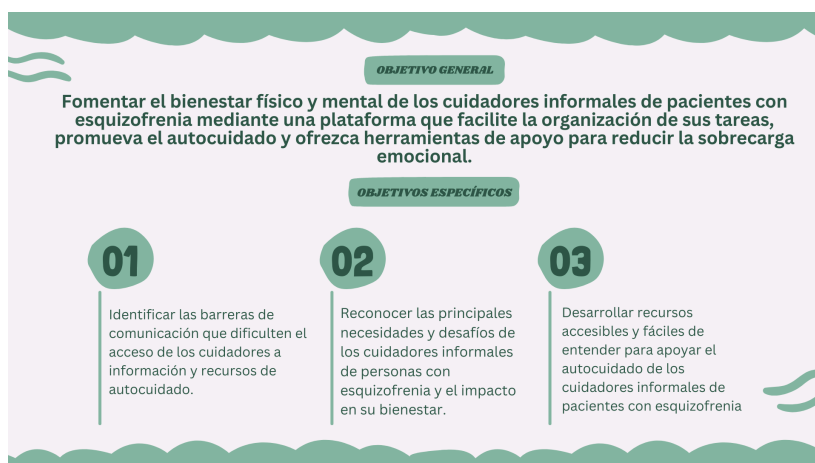 OBJETIVO GENERAL
Fomentar el bienestar físico y mental de los cuidadores informales de pacientes con
esquizofrenia mediante una plataforma que facilite la organización de sus tareas,
promueva el autocuidado y ofrezca herramientas de apoyo para reducir la sobrecarga
emocional.
OBJETIVOS ESPECÍFICOS
01
Identificar las barreras de
comunicación que dificulten el
acceso de los cuidadores a
información y recursos de
autocuidado.
02
Reconocer las principales
necesidades y desafíos de
los cuidadores informales
de personas con
esquizofrenia y el impacto
en su bienestar.
03
Desarrollar recursos
accesibles y fáciles de
entender para apoyar el
autocuidado de los
cuidadores informales de
pacientes con esquizofrenia